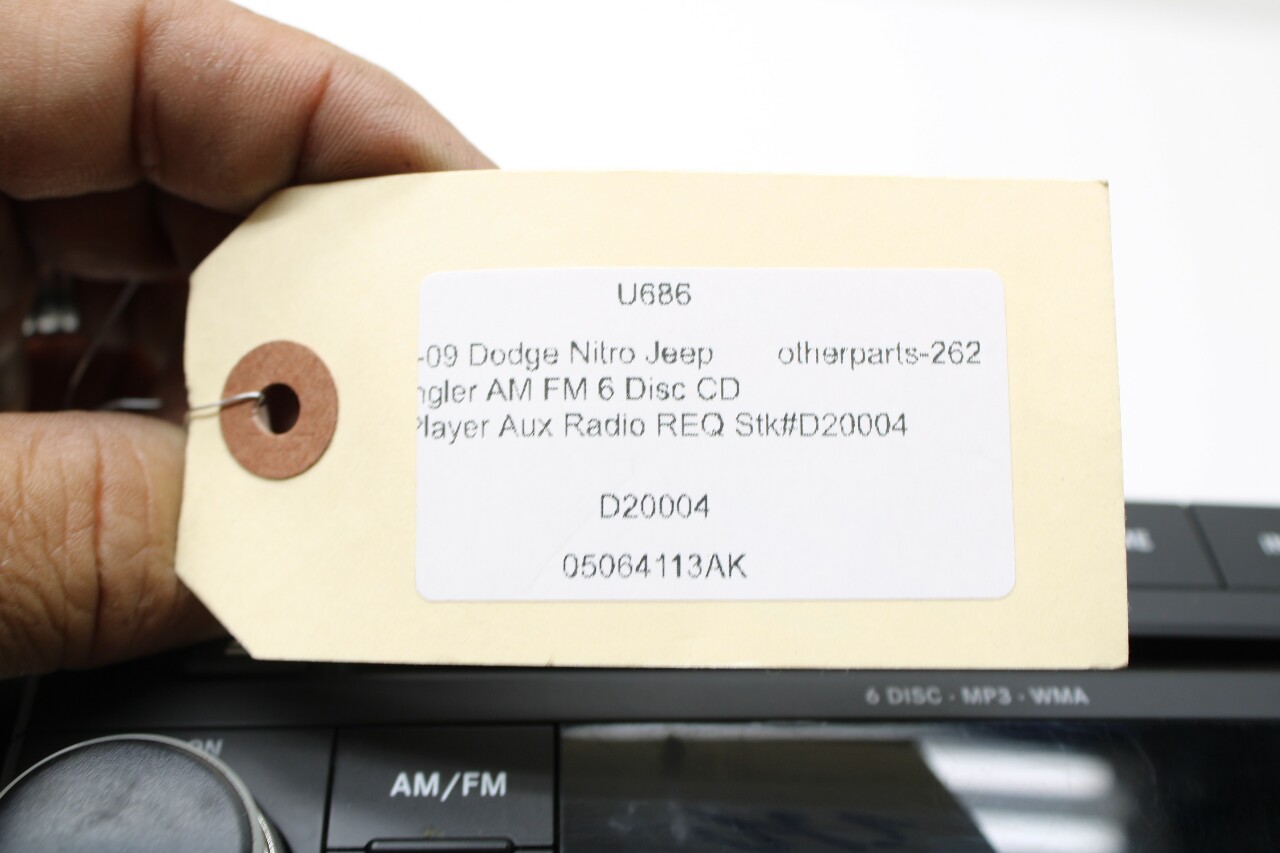 U686
-09 Dodge Nitro Jeep otherparts-262
ngler AM FM 6 Disc CD
Player Aux Radio REQ Stk#D20004
D20004
05064113AK
6 DISC · MP3 · WMA
AM/FM